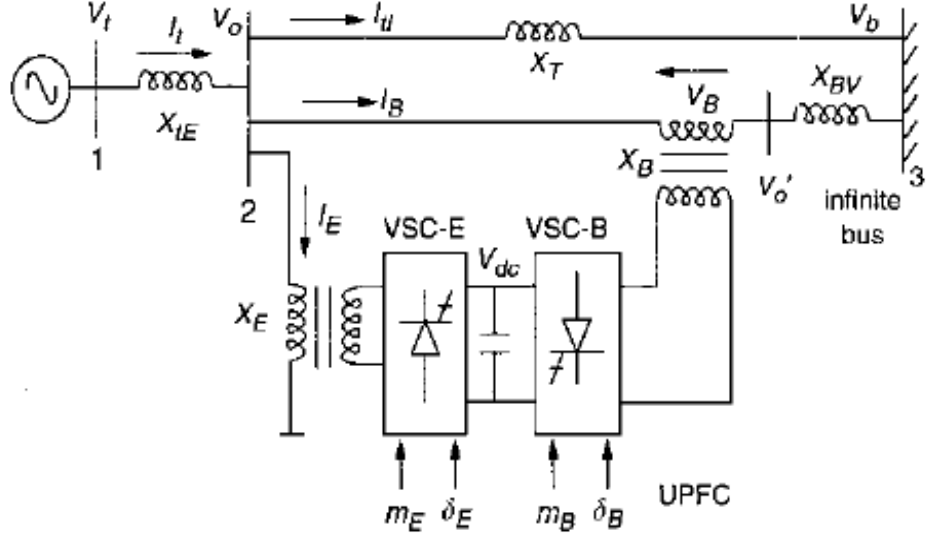 V_t
I_t
V_o
I_tl
V_b
X_T
X_BV
X_tE
I_B
V_B
1
X_B
V_o'
3
2
I_E
infinite
bus
VSC-E
V_dc
VSC-B
X_E
UPFC
m_E
δ_E
m_B
δ_B